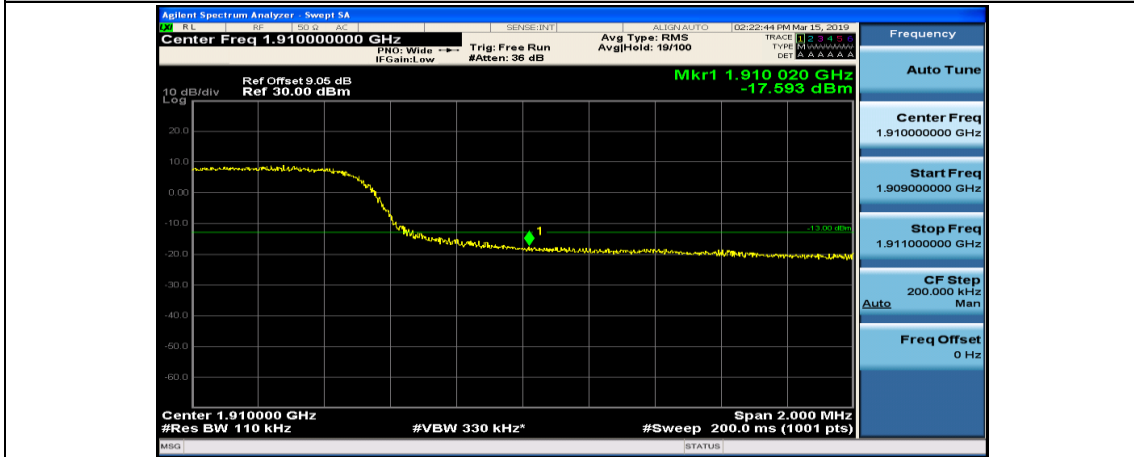 Agilent Spectrum Analyzer - Swept SA
RL RF 50 Ω AC SENSE:INT ALIGN AUTO 02:22:44 PM Mar 15, 2019
Center Freq 1.910000000 GHz
PNO: Wide
IFGain:Low
Trig: Free Run
#Atten: 36 dB
Avg Type: RMS
Avg|Hold: 19/100
TRACE 1 2 3 4 5 6
TYPE M
DET A A A A A A
Mkr1 1.910 020 GHz
-17.593 dBm
Ref Offset 9.05 dB
10 dB/div Ref 30.00 dBm
Log
20.0
10.0
0.00
-10.0
-20.0
-30.0
-40.0
-50.0
-60.0
-13.00 dBm
1
Center 1.910000 GHz Span 2.000 MHz
#Res BW 110 kHz #VBW 330 kHz* #Sweep 200.0 ms (1001 pts)
MSG STATUS
Frequency
Auto Tune
Center Freq
1.910000000 GHz
Start Freq
1.909000000 GHz
Stop Freq
1.911000000 GHz
CF Step
200.000 kHz
Auto Man
Freq Offset
0 Hz